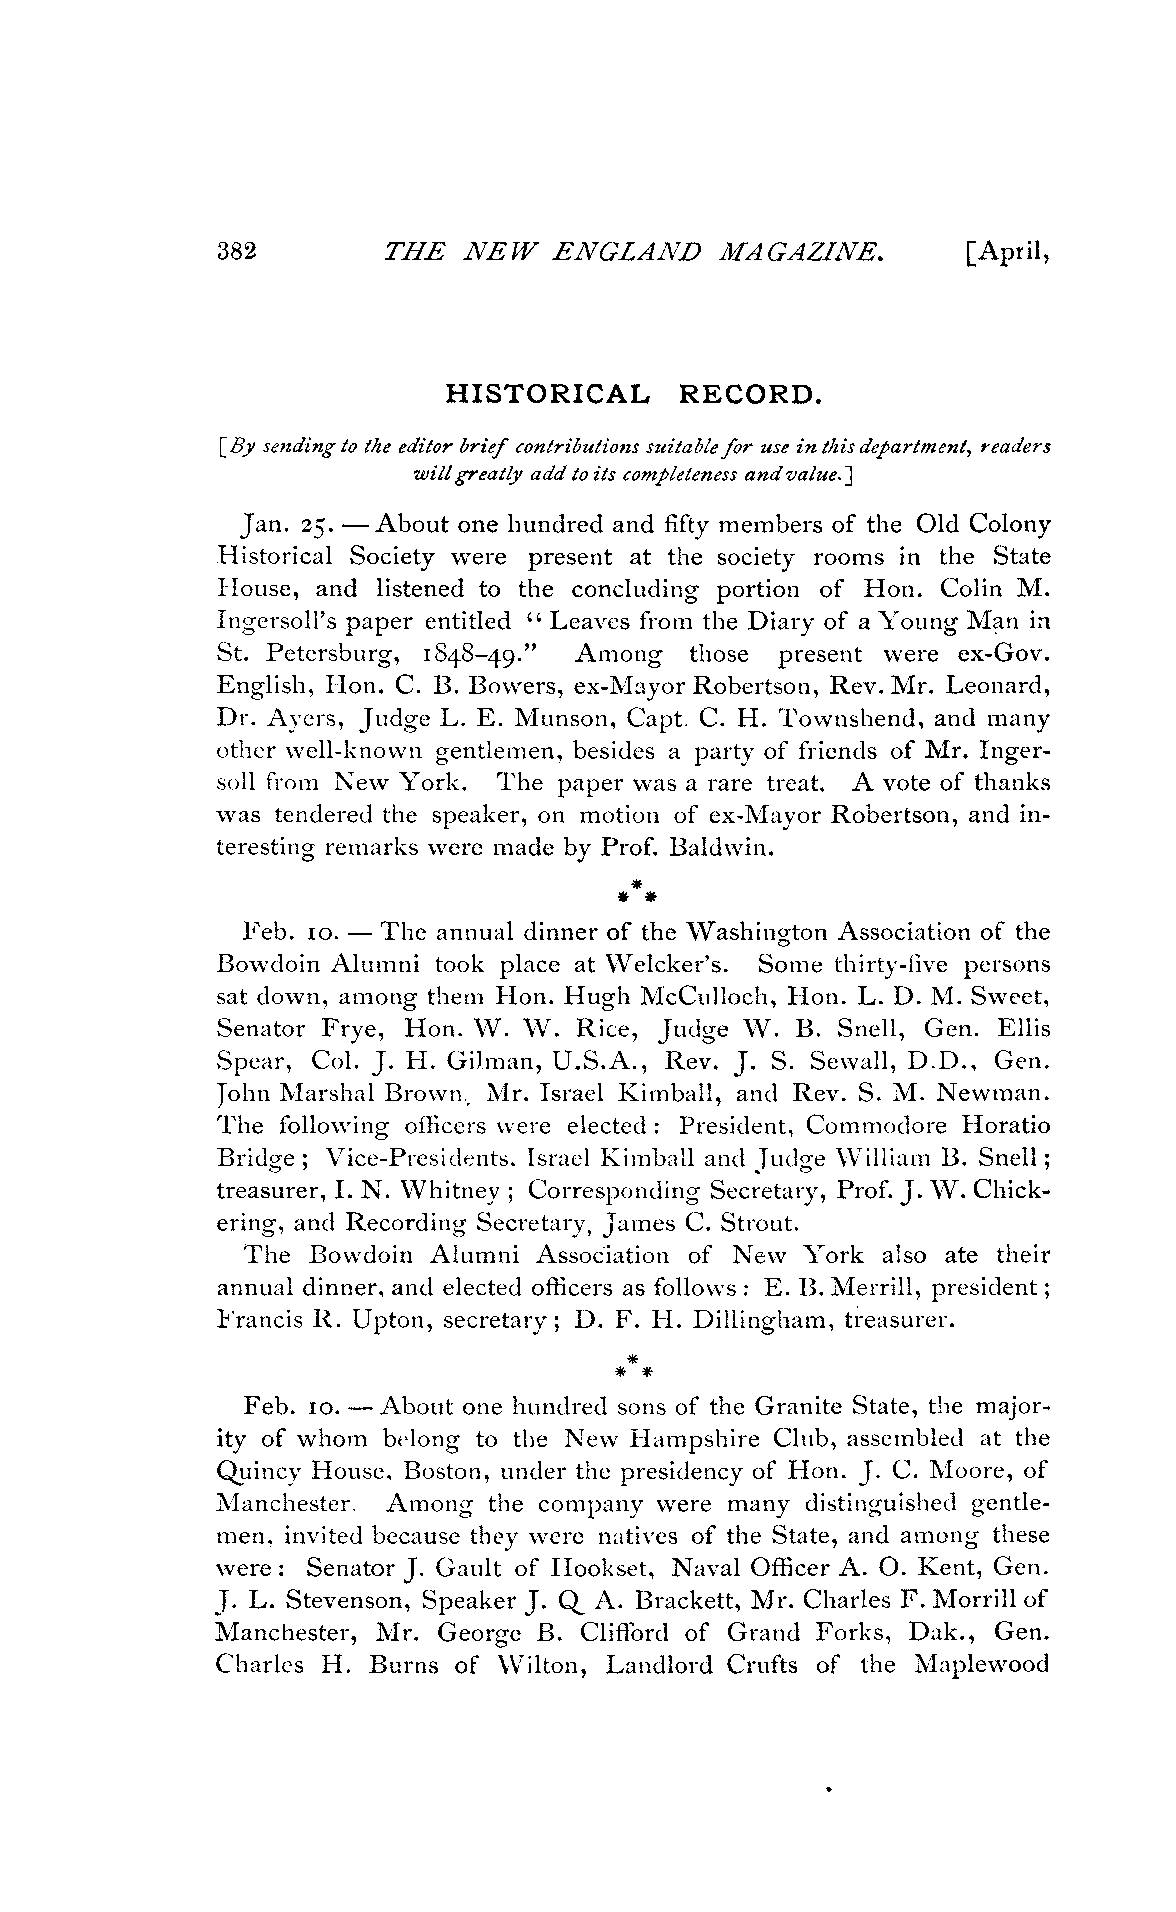 382 THE NEW ENGLAND MAGAZINE. [April,
HISTORICAL RECORD.
[By sending to the editor brief contributions suitable for use in this department, readers
will greatly add to its completeness and value.]
Jan. 25. — About one hundred and fifty members of the Old Colony
Historical Society were present at the society rooms in the State
House, and listened to the concluding portion of Hon. Colin M.
Ingersoll's paper entitled "Leaves from the Diary of a Young Man in
St. Petersburg, 1848–49." Among those present were ex-Gov.
English, Hon. C. B. Bowers, ex-Mayor Robertson, Rev. Mr. Leonard,
Dr. Ayers, Judge L. E. Munson, Capt. C. H. Townshend, and many
other well-known gentlemen, besides a party of friends of Mr. Inger-
soll from New York. The paper was a rare treat. A vote of thanks
was tendered the speaker, on motion of ex-Mayor Robertson, and in-
teresting remarks were made by Prof. Baldwin.
***
Feb. 10. — The annual dinner of the Washington Association of the
Bowdoin Alumni took place at Welcker's. Some thirty-five persons
sat down, among them Hon. Hugh McCulloch, Hon. L. D. M. Sweet,
Senator Frye, Hon. W. W. Rice, Judge W. B. Snell, Gen. Ellis
Spear, Col. J. H. Gilman, U.S.A., Rev. J. S. Sewall, D.D., Gen.
John Marshal Brown, Mr. Israel Kimball, and Rev. S. M. Newman.
The following officers were elected: President, Commodore Horatio
Bridge; Vice-Presidents. Israel Kimball and Judge William B. Snell;
treasurer, I. N. Whitney; Corresponding Secretary, Prof. J. W. Chick-
ering, and Recording Secretary, James C. Strout.
The Bowdoin Alumni Association of New York also ate their
annual dinner, and elected officers as follows: E. B. Merrill, president;
Francis R. Upton, secretary; D. F. H. Dillingham, treasurer.
***
Feb. 10. — About one hundred sons of the Granite State, the major-
ity of whom belong to the New Hampshire Club, assembled at the
Quincy House, Boston, under the presidency of Hon. J. C. Moore, of
Manchester. Among the company were many distinguished gentle-
men, invited because they were natives of the State, and among these
were: Senator J. Gault of Hookset, Naval Officer A. O. Kent, Gen.
J. L. Stevenson, Speaker J. Q. A. Brackett, Mr. Charles F. Morrill of
Manchester, Mr. George B. Clifford of Grand Forks, Dak., Gen.
Charles H. Burns of Wilton, Landlord Crufts of the Maplewood